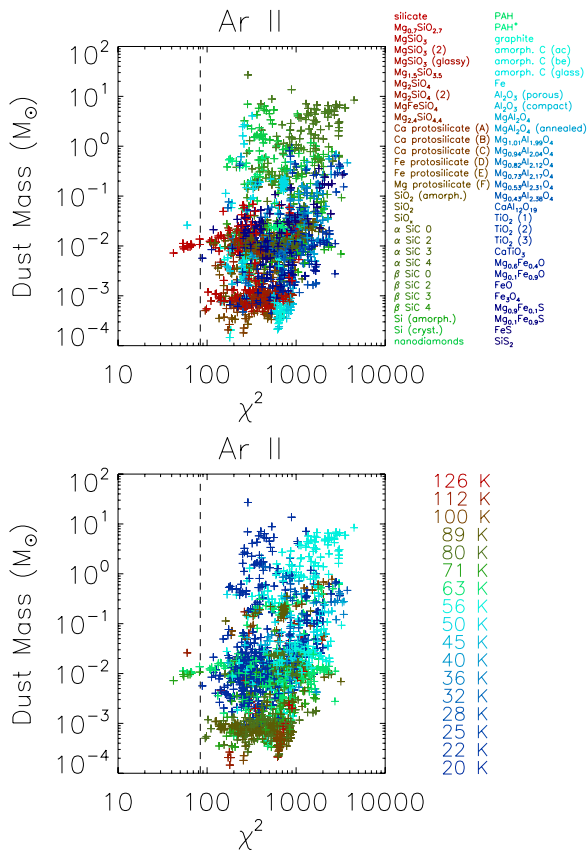 Ar II
Dust Mass (M⊙)
10²
10¹
10⁰
10⁻¹
10⁻²
10⁻³
10⁻⁴
10 100 1000 10000
χ²
silicate
Mg₀.₇SiO₂.₇
MgSiO₃
MgSiO₃ (2)
MgSiO₃ (glassy)
Mg₁.₅SiO₃.₅
Mg₂SiO₄
Mg₂SiO₄ (2)
MgFeSiO₄
Mg₂.₄SiO₄.₄
Ca protosilicate (A)
Ca protosilicate (B)
Ca protosilicate (C)
Fe protosilicate (D)
Fe protosilicate (E)
Mg protosilicate (F)
SiO₂ (amorph.)
SiO₂
SiOₓ
α SiC 0
α SiC 2
α SiC 3
α SiC 4
β SiC 0
β SiC 2
β SiC 3
β SiC 4
Si (amorph.)
Si (cryst.)
nanodiamonds
PAH
PAH⁺
graphite
amorph. C (ac)
amorph. C (be)
amorph. C (glass)
Fe
Al₂O₃ (porous)
Al₂O₃ (compact)
MgAl₂O₄
MgAl₂O₄ (annealed)
Mg₁.₀₁Al₁.₉₉O₄
Mg₀.₉₄Al₂.₀₄O₄
Mg₀.₈₂Al₂.₁₂O₄
Mg₀.₇₃Al₂.₁₇O₄
Mg₀.₅₃Al₂.₃₁O₄
Mg₀.₄₃Al₂.₃₈O₄
CaAl₁₂O₁₉
TiO₂ (1)
TiO₂ (2)
TiO₂ (3)
CaTiO₃
Mg₀.₆Fe₀.₄O
Mg₀.₁Fe₀.₉O
FeO
Fe₃O₄
Mg₀.₉Fe₀.₁S
Mg₀.₁Fe₀.₉S
FeS
SiS₂
Ar II
Dust Mass (M⊙)
10²
10¹
10⁰
10⁻¹
10⁻²
10⁻³
10⁻⁴
10 100 1000 10000
χ²
126 K
112 K
100 K
89 K
80 K
71 K
63 K
56 K
50 K
45 K
40 K
36 K
32 K
28 K
25 K
22 K
20 K